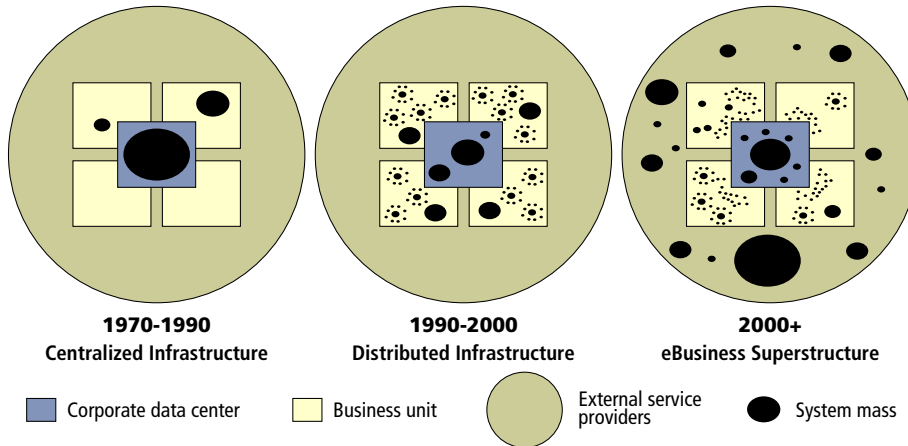 1970-1990
Centralized Infrastructure
1990-2000
Distributed Infrastructure
2000+
eBusiness Superstructure
Corporate data center
Business unit
External service
providers
System mass